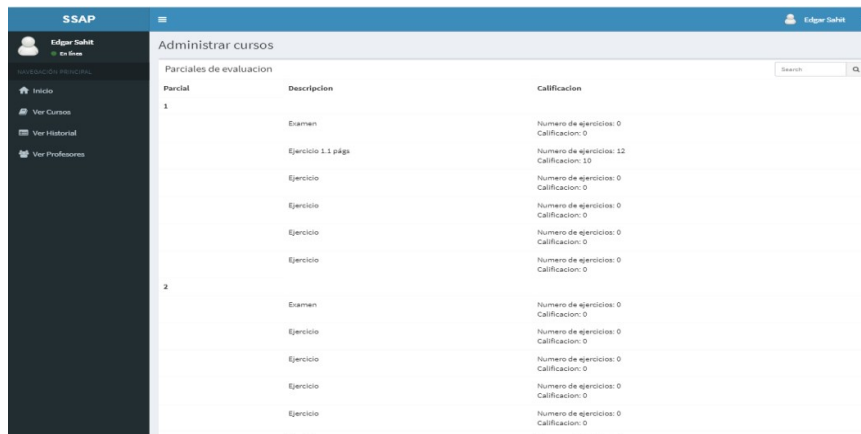 SSAP
Edgar Sahit
Edgar Sahit
En línea
Administrar cursos
NAVEGACIÓN PRINCIPAL
Inicio
Ver Cursos
Ver Historial
Ver Profesores
Parciales de evaluacion
Search
Parcial Descripcion Calificacion
1
Examen Numero de ejercicios: 0
Calificacion: 0
Ejercicio 1.1 págs Numero de ejercicios: 12
Calificacion: 10
Ejercicio Numero de ejercicios: 0
Calificacion: 0
Ejercicio Numero de ejercicios: 0
Calificacion: 0
Ejercicio Numero de ejercicios: 0
Calificacion: 0
Ejercicio Numero de ejercicios: 0
Calificacion: 0
2
Examen Numero de ejercicios: 0
Calificacion: 0
Ejercicio Numero de ejercicios: 0
Calificacion: 0
Ejercicio Numero de ejercicios: 0
Calificacion: 0
Ejercicio Numero de ejercicios: 0
Calificacion: 0
Ejercicio Numero de ejercicios: 0
Calificacion: 0